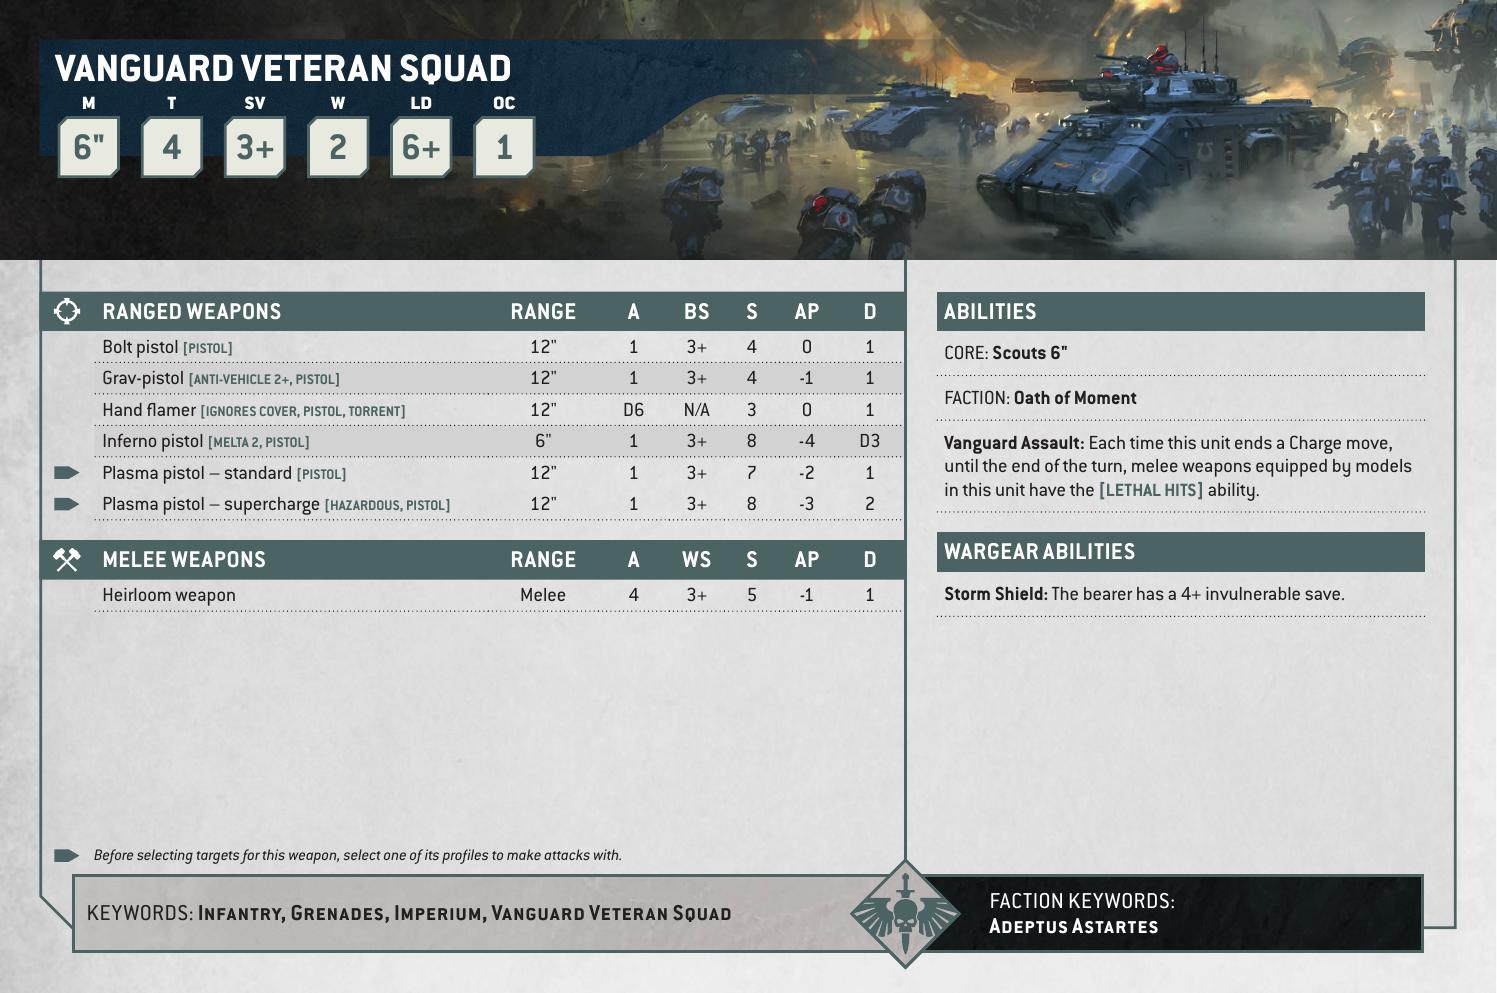 VANGUARD VETERAN SQUAD
M T SV W LD OC
6" 4 3+ 2 6+ 1
RANGED WEAPONS RANGE A BS S AP D
Bolt pistol [PISTOL] 12" 1 3+ 4 0 1
Grav-pistol [ANTI-VEHICLE 2+, PISTOL] 12" 1 3+ 4 -1 1
Hand flamer [IGNORES COVER, PISTOL, TORRENT] 12" D6 N/A 3 0 1
Inferno pistol [MELTA 2, PISTOL] 6" 1 3+ 8 -4 D3
Plasma pistol – standard [PISTOL] 12" 1 3+ 7 -2 1
Plasma pistol – supercharge [HAZARDOUS, PISTOL] 12" 1 3+ 8 -3 2
MELEE WEAPONS RANGE A WS S AP D
Heirloom weapon Melee 4 3+ 5 -1 1
Before selecting targets for this weapon, select one of its profiles to make attacks with.
ABILITIES
CORE: Scouts 6"
FACTION: Oath of Moment
Vanguard Assault: Each time this unit ends a Charge move,
until the end of the turn, melee weapons equipped by models
in this unit have the [LETHAL HITS] ability.
WARGEAR ABILITIES
Storm Shield: The bearer has a 4+ invulnerable save.
KEYWORDS: INFANTRY, GRENADES, IMPERIUM, VANGUARD VETERAN SQUAD
FACTION KEYWORDS:
ADEPTUS ASTARTES